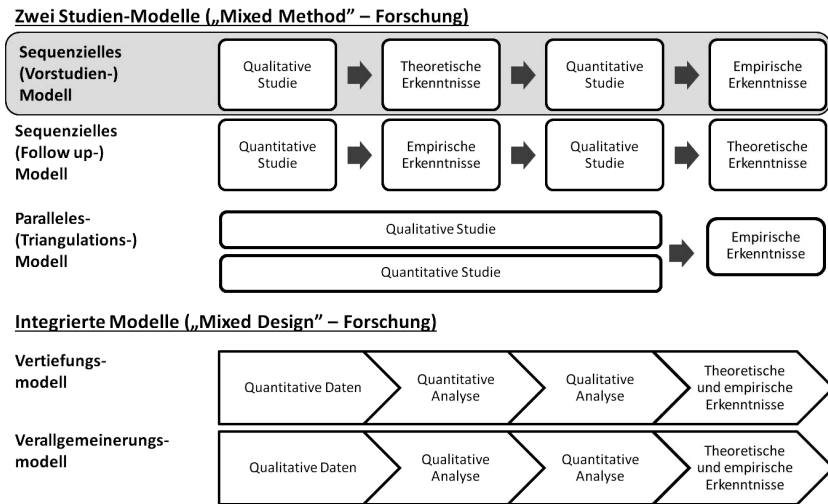 Zwei Studien-Modelle („Mixed Method” – Forschung)
Sequenzielles
(Vorstudien-)
Modell
Qualitative
Studie
Theoretische
Erkenntnisse
Quantitative
Studie
Empirische
Erkenntnisse
Sequenzielles
(Follow up-)
Modell
Quantitative
Studie
Empirische
Erkenntnisse
Qualitative
Studie
Theoretische
Erkenntnisse
Paralleles-
(Triangulations-)
Modell
Qualitative Studie
Quantitative Studie
Empirische
Erkenntnisse
Integrierte Modelle („Mixed Design” – Forschung)
Vertiefungs-
modell
Quantitative Daten
Quantitative
Analyse
Qualitative
Analyse
Theoretische
und empirische
Erkenntnisse
Verallgemeinerungs-
modell
Qualitative Daten
Qualitative
Analyse
Quantitative
Analyse
Theoretische
und empirische
Erkenntnisse